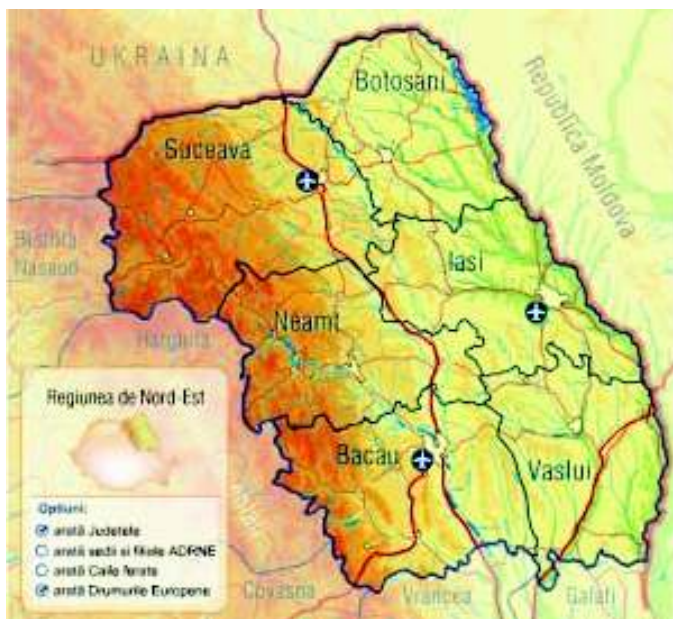 UKRAINA
Botosani
Republica Moldova
Suceava
Bistrita
Nasaud
Iasi
Neamt
Harghita
Regiunea de Nord-Est
Bacau
Vaslui
Optiuni:
arată Judetele
arată sedii si filiale ADRNE
arată Caile ferate
arată Drumurile Europene
Covasna
Vrancea
Galati